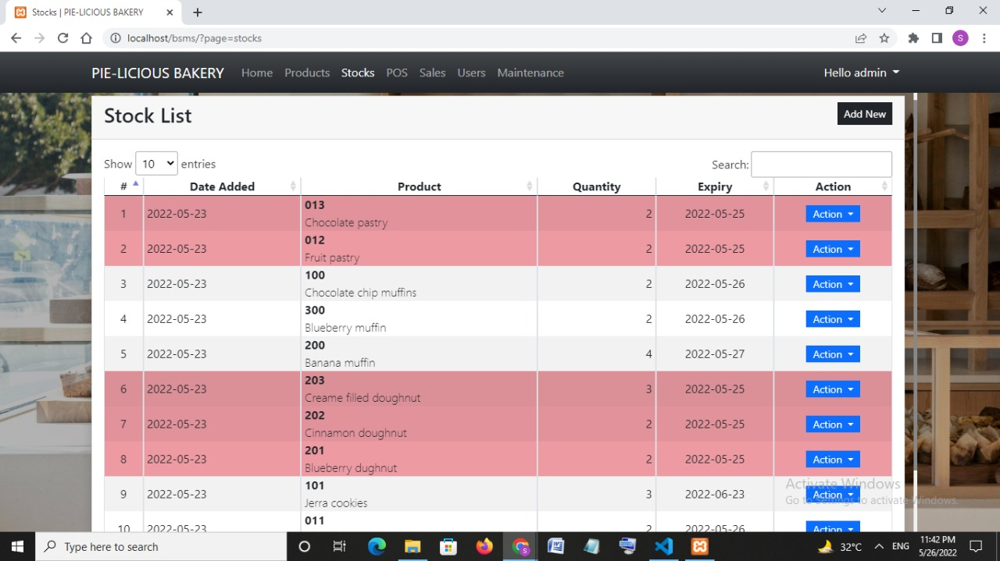 Stocks | PIE-LICIOUS BAKERY
localhost/bsms/?page=stocks
S
PIE-LICIOUS BAKERY Home Products Stocks POS Sales Users Maintenance Hello admin
Stock List
Add New
Show 10 entries
Search:
# Date Added Product Quantity Expiry Action
1 2022-05-23 013 2 2022-05-25 Action
Chocolate pastry
2 2022-05-23 012 2 2022-05-25 Action
Fruit pastry
3 2022-05-23 100 2 2022-05-26 Action
Chocolate chip muffins
4 2022-05-23 300 2 2022-05-26 Action
Blueberry muffin
5 2022-05-23 200 4 2022-05-27 Action
Banana muffin
6 2022-05-23 203 3 2022-05-25 Action
Creame filled doughnut
7 2022-05-23 202 2 2022-05-25 Action
Cinnamon doughnut
8 2022-05-23 201 2 2022-05-25 Action
Blueberry dughnut
9 2022-05-23 101 3 2022-06-23 Action
Jerra cookies
10 2022-05-23 011 2 2022-05-26 Action
Activate Windows
Go to Settings to activate Windows.
Type here to search
32°C
ENG
11:42 PM
5/26/2022